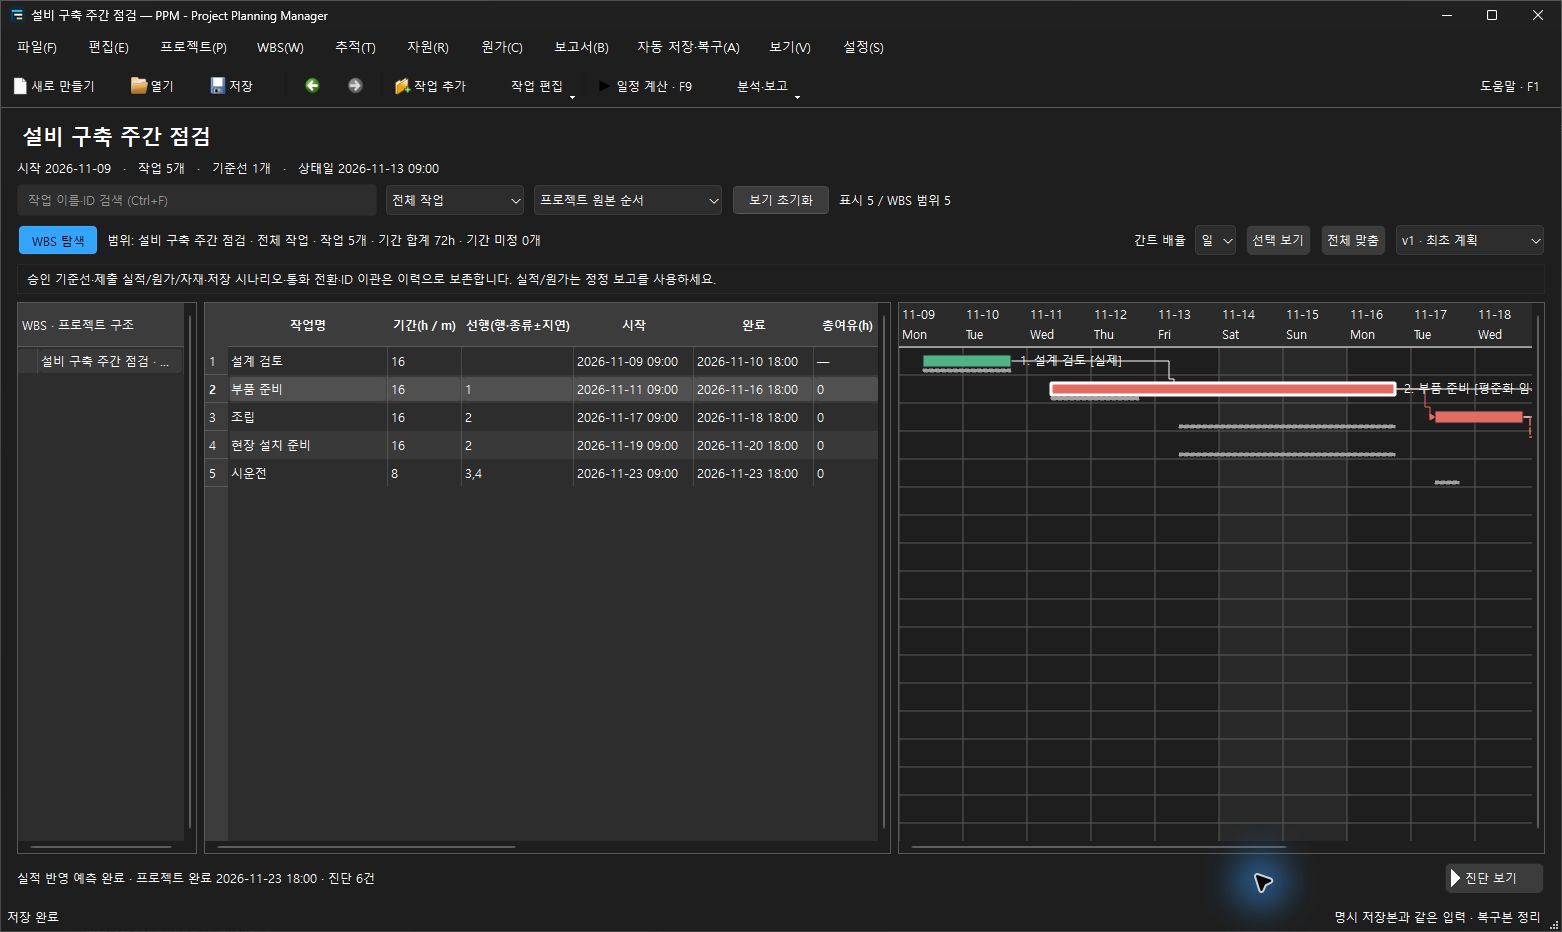 설비 구축 주간 점검 — PPM - Project Planning Manager
파일(F) 편집(E) 프로젝트(P) WBS(W) 추적(T) 자원(R) 원가(C) 보고서(B) 자동 저장·복구(A) 보기(V) 설정(S)
새로 만들기 열기 저장 작업 추가 작업 편집 일정 계산 · F9 분석·보고 도움말 · F1
설비 구축 주간 점검
시작 2026-11-09 · 작업 5개 · 기준선 1개 · 상태일 2026-11-13 09:00
작업 이름·ID 검색 (Ctrl+F) 전체 작업 프로젝트 원본 순서 보기 초기화 표시 5 / WBS 범위 5
WBS 탐색 범위: 설비 구축 주간 점검 · 전체 작업 · 작업 5개 · 기간 합계 72h · 기간 미정 0개 간트 배율 일 선택 보기 전체 맞춤 v1 · 최초 계획
승인 기준선·제출 실적/원가/자재·저장 시나리오·통화 전환·ID 이관은 이력으로 보존합니다. 실적/원가는 정정 보고를 사용하세요.
WBS · 프로젝트 구조
설비 구축 주간 점검 · ...
작업명 기간(h / m) 선행(행·종류±지연) 시작 완료 총여유(h)
1 설계 검토 16 2026-11-09 09:00 2026-11-10 18:00 —
2 부품 준비 16 1 2026-11-11 09:00 2026-11-16 18:00 0
3 조립 16 2 2026-11-17 09:00 2026-11-18 18:00 0
4 현장 설치 준비 16 2 2026-11-19 09:00 2026-11-20 18:00 0
5 시운전 8 3,4 2026-11-23 09:00 2026-11-23 18:00 0
11-09 11-10 11-11 11-12 11-13 11-14 11-15 11-16 11-17 11-18
Mon Tue Wed Thu Fri Sat Sun Mon Tue Wed
1. 설계 검토 [실제]
2. 부품 준비 [평준화
실적 반영 예측 완료 · 프로젝트 완료 2026-11-23 18:00 · 진단 6건 진단 보기
저장 완료 명시 저장본과 같은 입력 · 복구본 정리